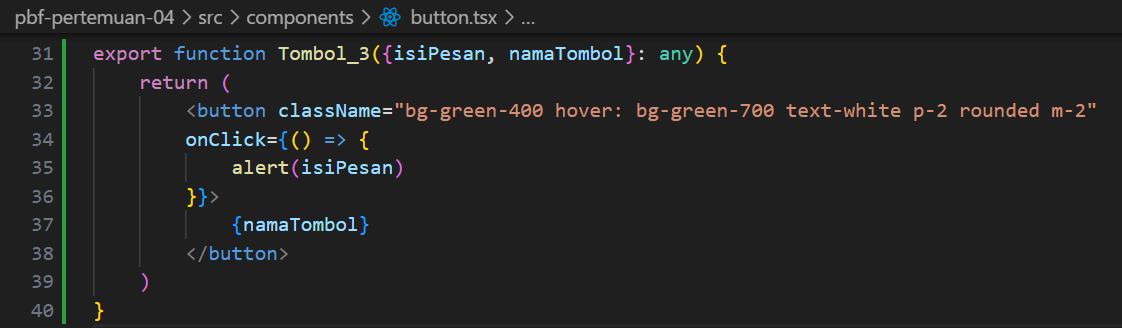 pbf-pertemuan-04 > src > components > button.tsx > ...
31 export function Tombol_3({isiPesan, namaTombol}: any) {
32     return (
33         <button className="bg-green-400 hover: bg-green-700 text-white p-2 rounded m-2"
34         onClick={() => {
35             alert(isiPesan)
36         }}>
37             {namaTombol}
38         </button>
39     )
40 }